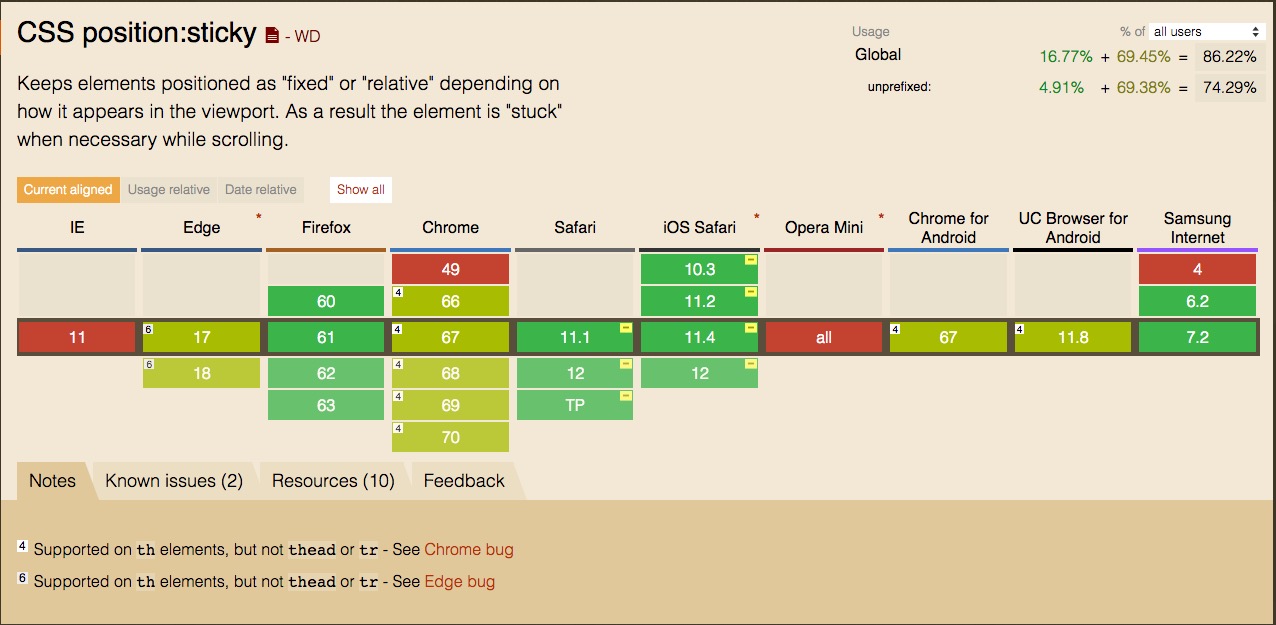 CSS position:sticky - WD
Usage % of all users
Global 16.77% + 69.45% = 86.22%
unprefixed: 4.91% + 69.38% = 74.29%
Keeps elements positioned as "fixed" or "relative" depending on
how it appears in the viewport. As a result the element is "stuck"
when necessary while scrolling.
Current aligned Usage relative Date relative Show all
IE Edge * Firefox Chrome Safari iOS Safari * Opera Mini * Chrome for Android UC Browser for Android Samsung Internet
49 10.3 4
60 4 66 11.2 6.2
11 6 17 61 4 67 11.1 11.4 all 4 67 4 11.8 7.2
6 18 62 4 68 12 12
63 4 69 TP
4 70
Notes Known issues (2) Resources (10) Feedback
4 Supported on th elements, but not thead or tr - See Chrome bug
6 Supported on th elements, but not thead or tr - See Edge bug